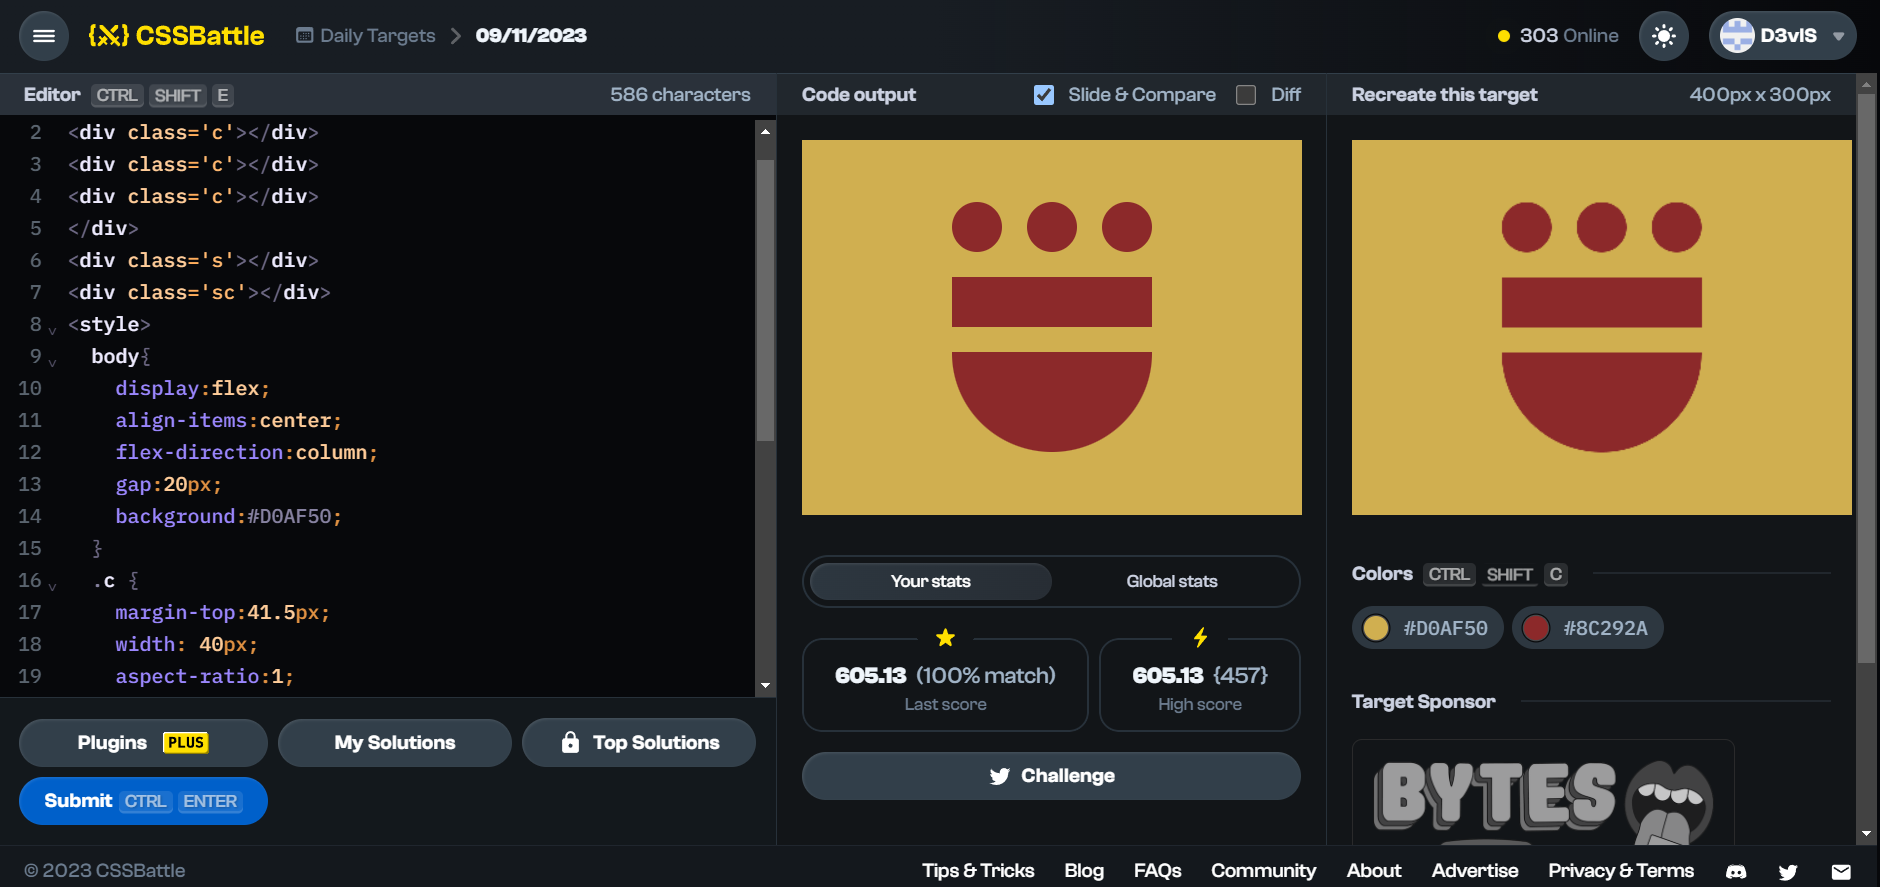 {X} CSSBattle
Daily Targets > 09/11/2023
303 Online
D3vlS
Editor CTRL SHIFT E
586 characters
2 <div class='c'></div>
3 <div class='c'></div>
4 <div class='c'></div>
5 </div>
6 <div class='s'></div>
7 <div class='sc'></div>
8 <style>
9 body{
10 display:flex;
11 align-items:center;
12 flex-direction:column;
13 gap:20px;
14 background:#D0AF50;
15 }
16 .c {
17 margin-top:41.5px;
18 width: 40px;
19 aspect-ratio:1;
Plugins PLUS
My Solutions
Top Solutions
Submit CTRL ENTER
Code output
Slide & Compare
Diff
Your stats
Global stats
605.13 (100% match)
Last score
605.13 {457}
High score
Challenge
Recreate this target
400px x 300px
Colors CTRL SHIFT C
#D0AF50
#8C292A
Target Sponsor
BYTES
© 2023 CSSBattle
Tips & Tricks
Blog
FAQs
Community
About
Advertise
Privacy & Terms